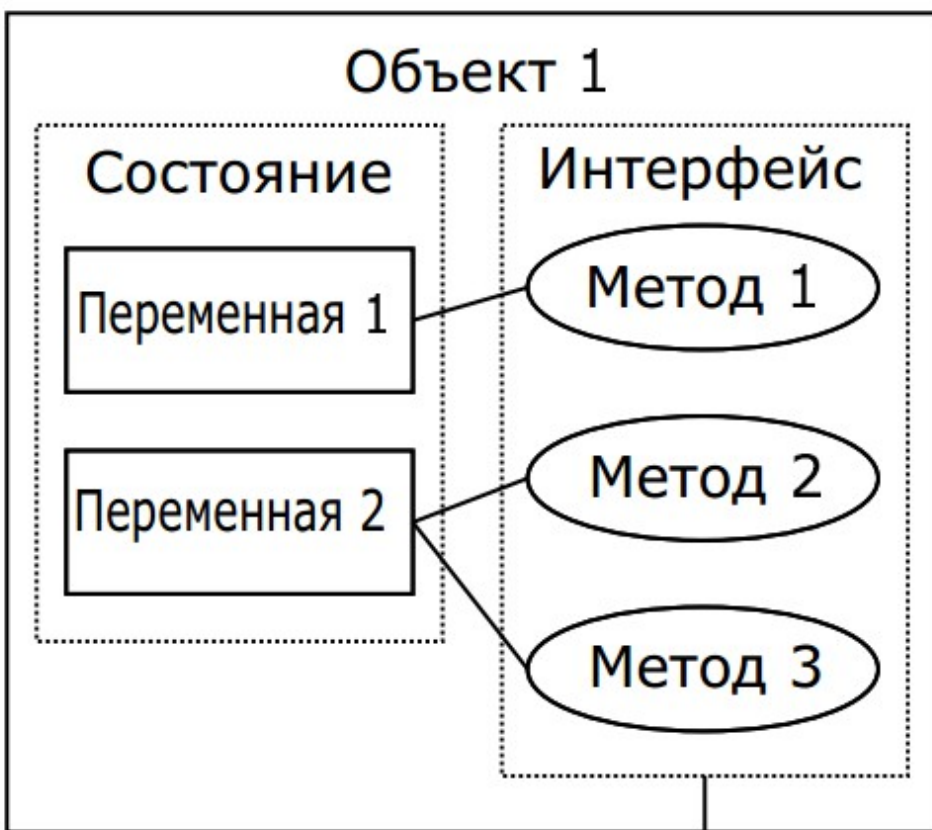 Объект 1
Состояние
Переменная 1
Переменная 2
Интерфейс
Метод 1
Метод 2
Метод 3